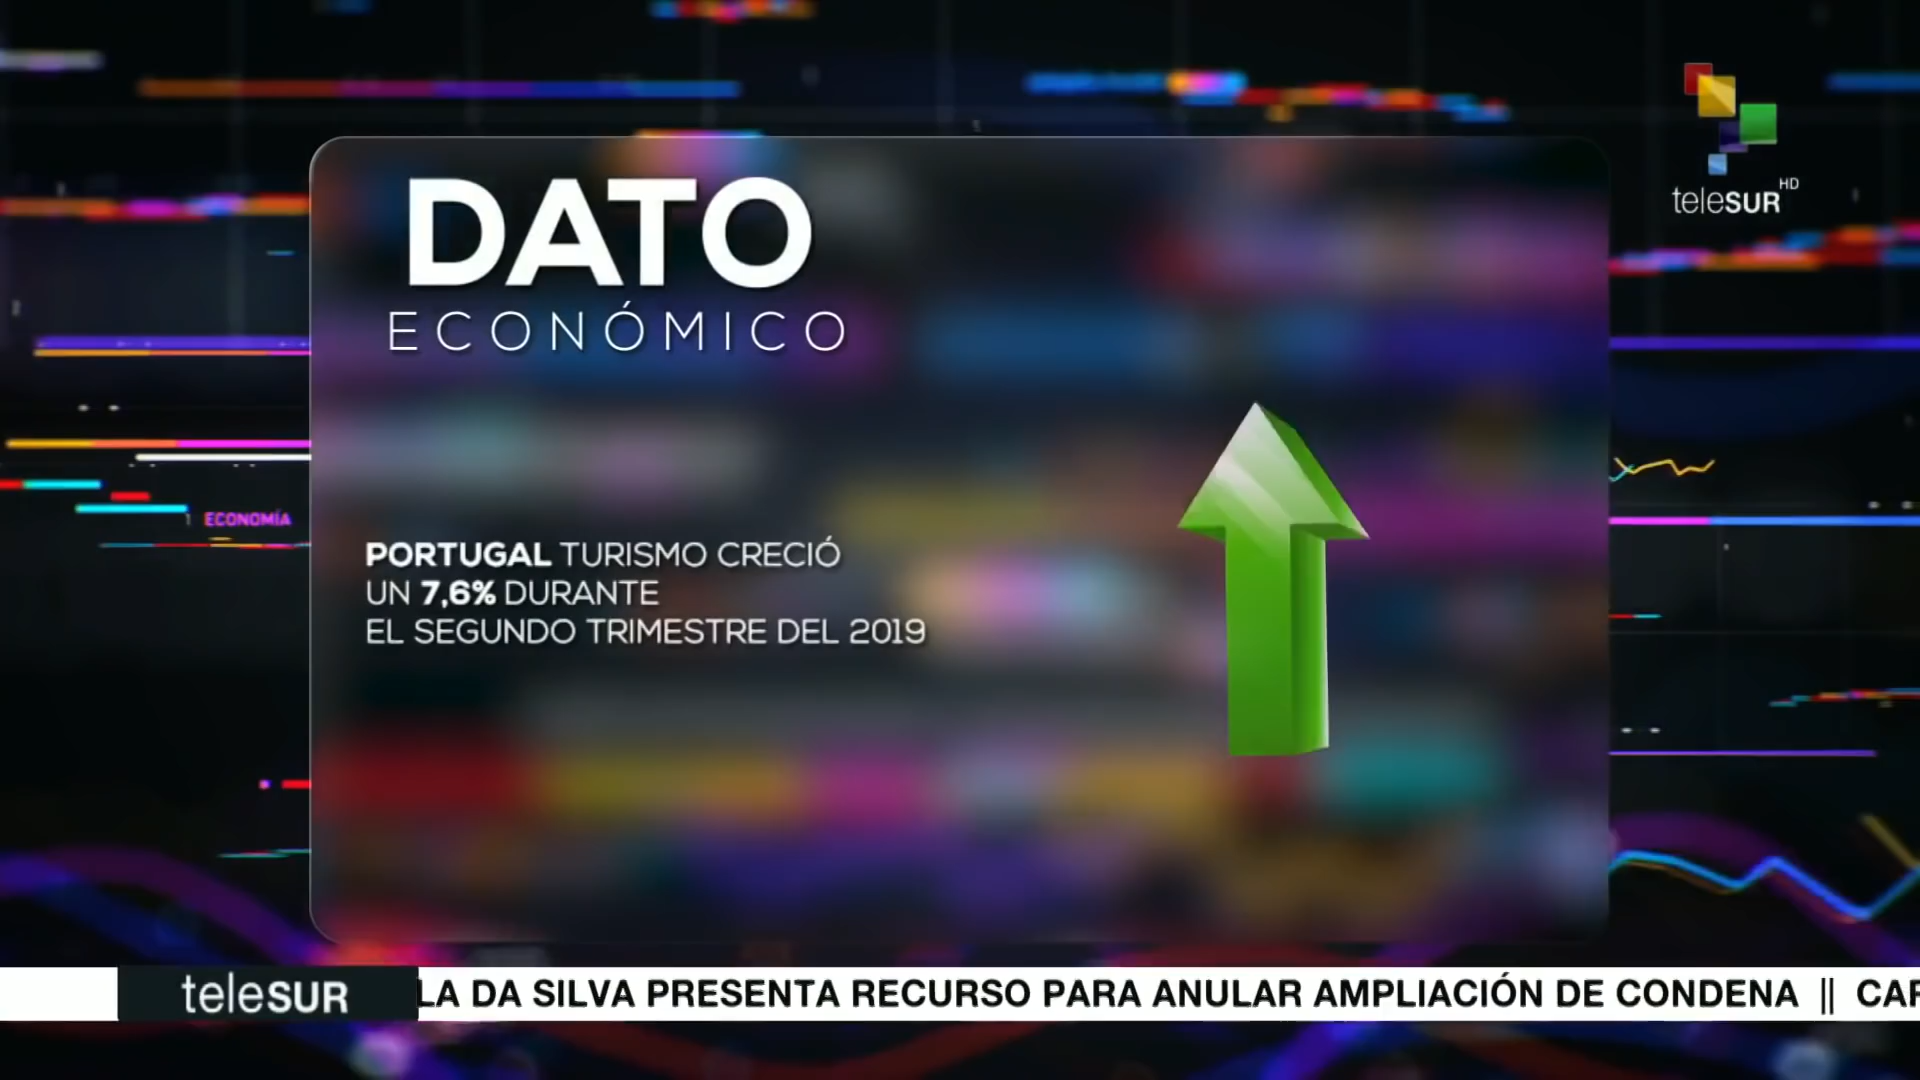 teleSUR HD
DATO
ECONÓMICO
ECONOMÍA
PORTUGAL TURISMO CRECIÓ
UN 7,6% DURANTE
EL SEGUNDO TRIMESTRE DEL 2019
teleSUR
LA DA SILVA PRESENTA RECURSO PARA ANULAR AMPLIACIÓN DE CONDENA || CAR